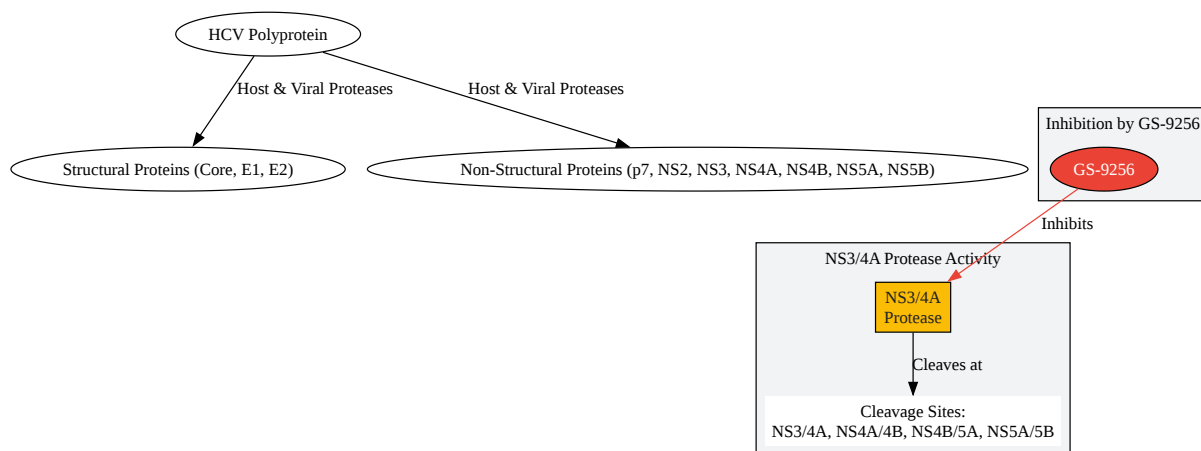 HCV Polyprotein
Host & Viral Proteases
Host & Viral Proteases
Structural Proteins (Core, E1, E2)
Non-Structural Proteins (p7, NS2, NS3, NS4A, NS4B, NS5A, NS5B)
Inhibition by GS-9256
GS-9256
Inhibits
NS3/4A Protease Activity
NS3/4A
Protease
Cleaves at
Cleavage Sites:
NS3/4A, NS4A/4B, NS4B/5A, NS5A/5B